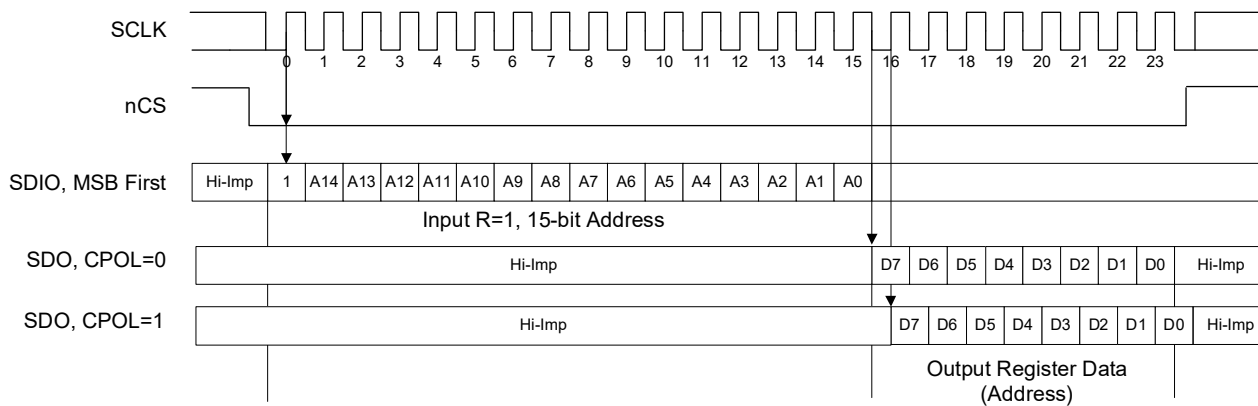 SCLK
0 1 2 3 4 5 6 7 8 9 10 11 12 13 14 15 16 17 18 19 20 21 22 23
nCS
SDIO, MSB First Hi-Imp 1 A14 A13 A12 A11 A10 A9 A8 A7 A6 A5 A4 A3 A2 A1 A0
Input R=1, 15-bit Address
SDO, CPOL=0 Hi-Imp D7 D6 D5 D4 D3 D2 D1 D0 Hi-Imp
SDO, CPOL=1 Hi-Imp D7 D6 D5 D4 D3 D2 D1 D0 Hi-Imp
Output Register Data
(Address)